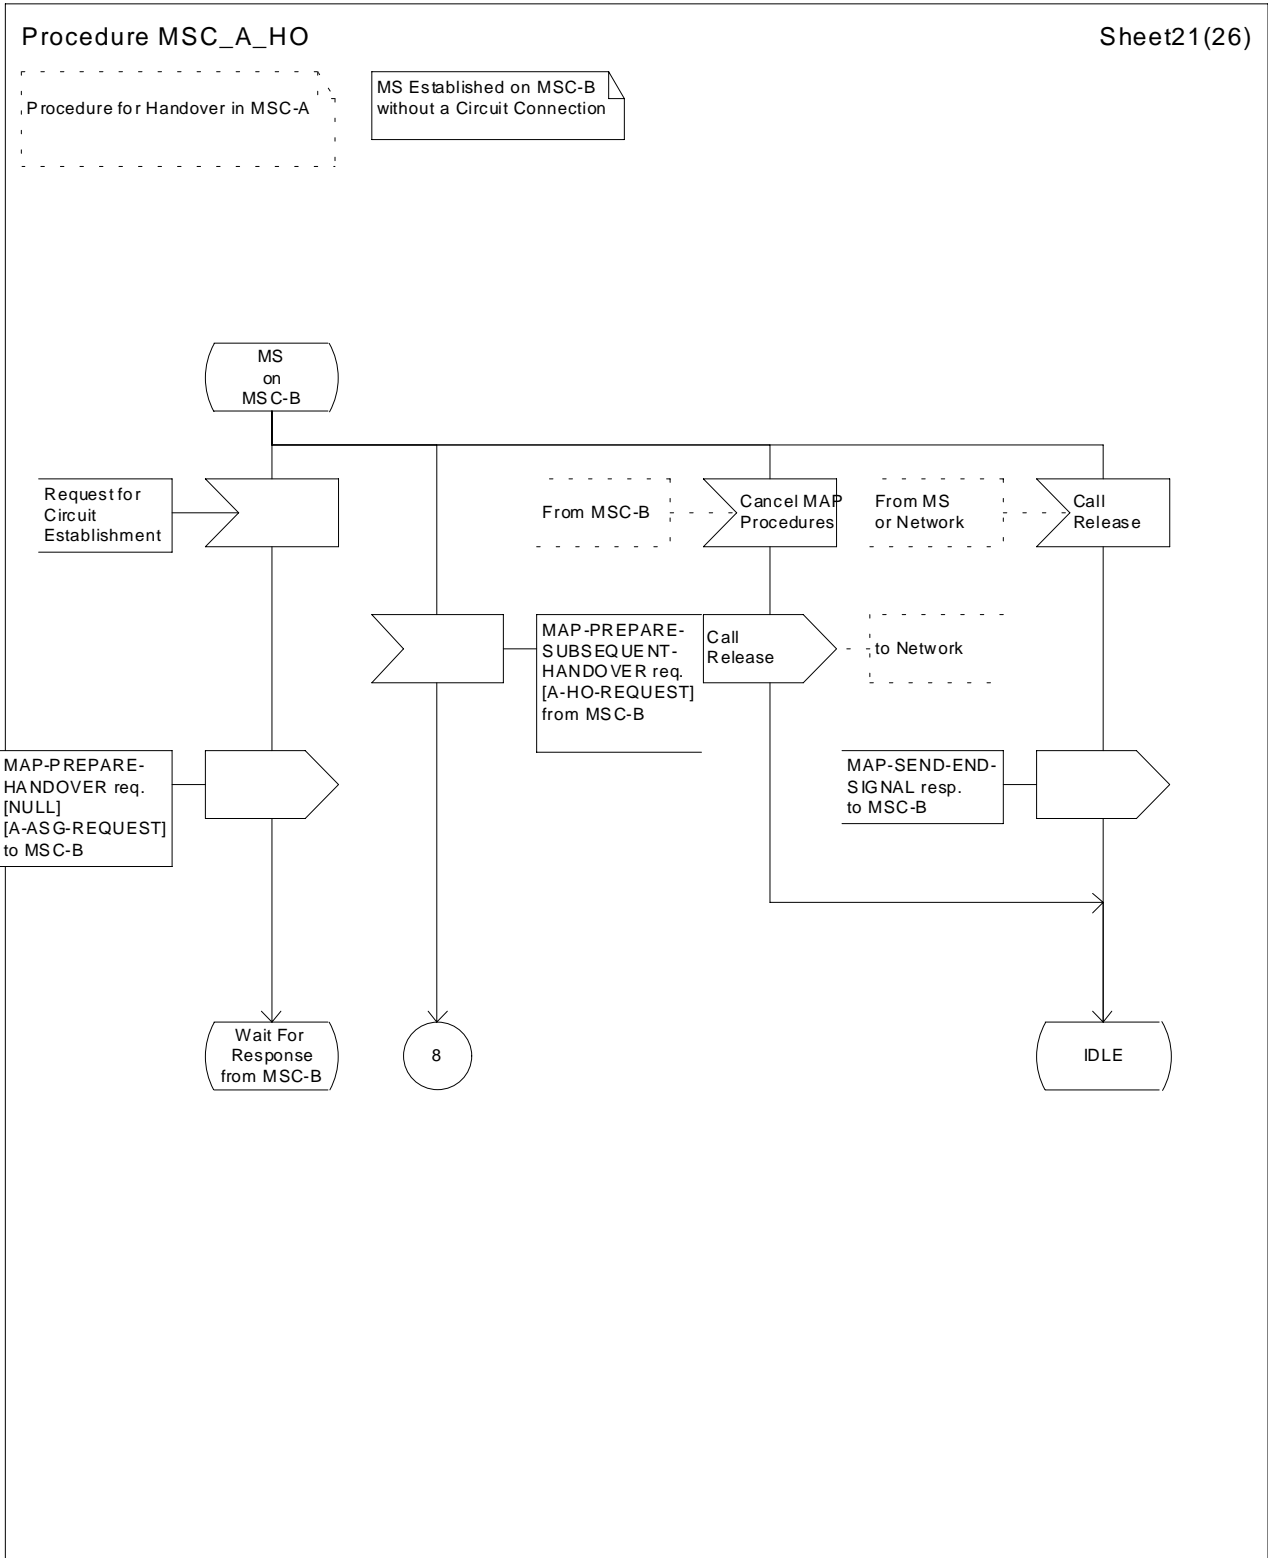 Procedure MSC_A_HO
Sheet21(26)
Procedure for Handover in MSC-A
MS Established on MSC-B
without a Circuit Connection
MS
on
MSC-B
Request for
Circuit
Establishment
From MSC-B
Cancel MAP
Procedures
From MS
or Network
Call
Release
MAP-PREPARE-
SUBSEQUENT-
HANDOVER req.
[A-HO-REQUEST]
from MSC-B
Call
Release
to Network
MAP-PREPARE-
HANDOVER req.
[NULL]
[A-ASG-REQUEST]
to MSC-B
MAP-SEND-END-
SIGNAL resp.
to MSC-B
Wait For
Response
from MSC-B
8
IDLE